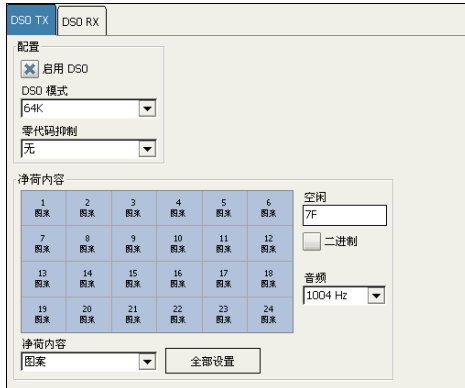 DS0 TX DS0 RX
配置
启用 DS0
DS0 模式
64K
零代码抑制
无
净荷内容
1 2 3 4 5 6
图案 图案 图案 图案 图案 图案
7 8 9 10 11 12
图案 图案 图案 图案 图案 图案
13 14 15 16 17 18
图案 图案 图案 图案 图案 图案
19 20 21 22 23 24
图案 图案 图案 图案 图案 图案
空闲
7F
二进制
音频
1004 Hz
净荷内容
图案 全部设置